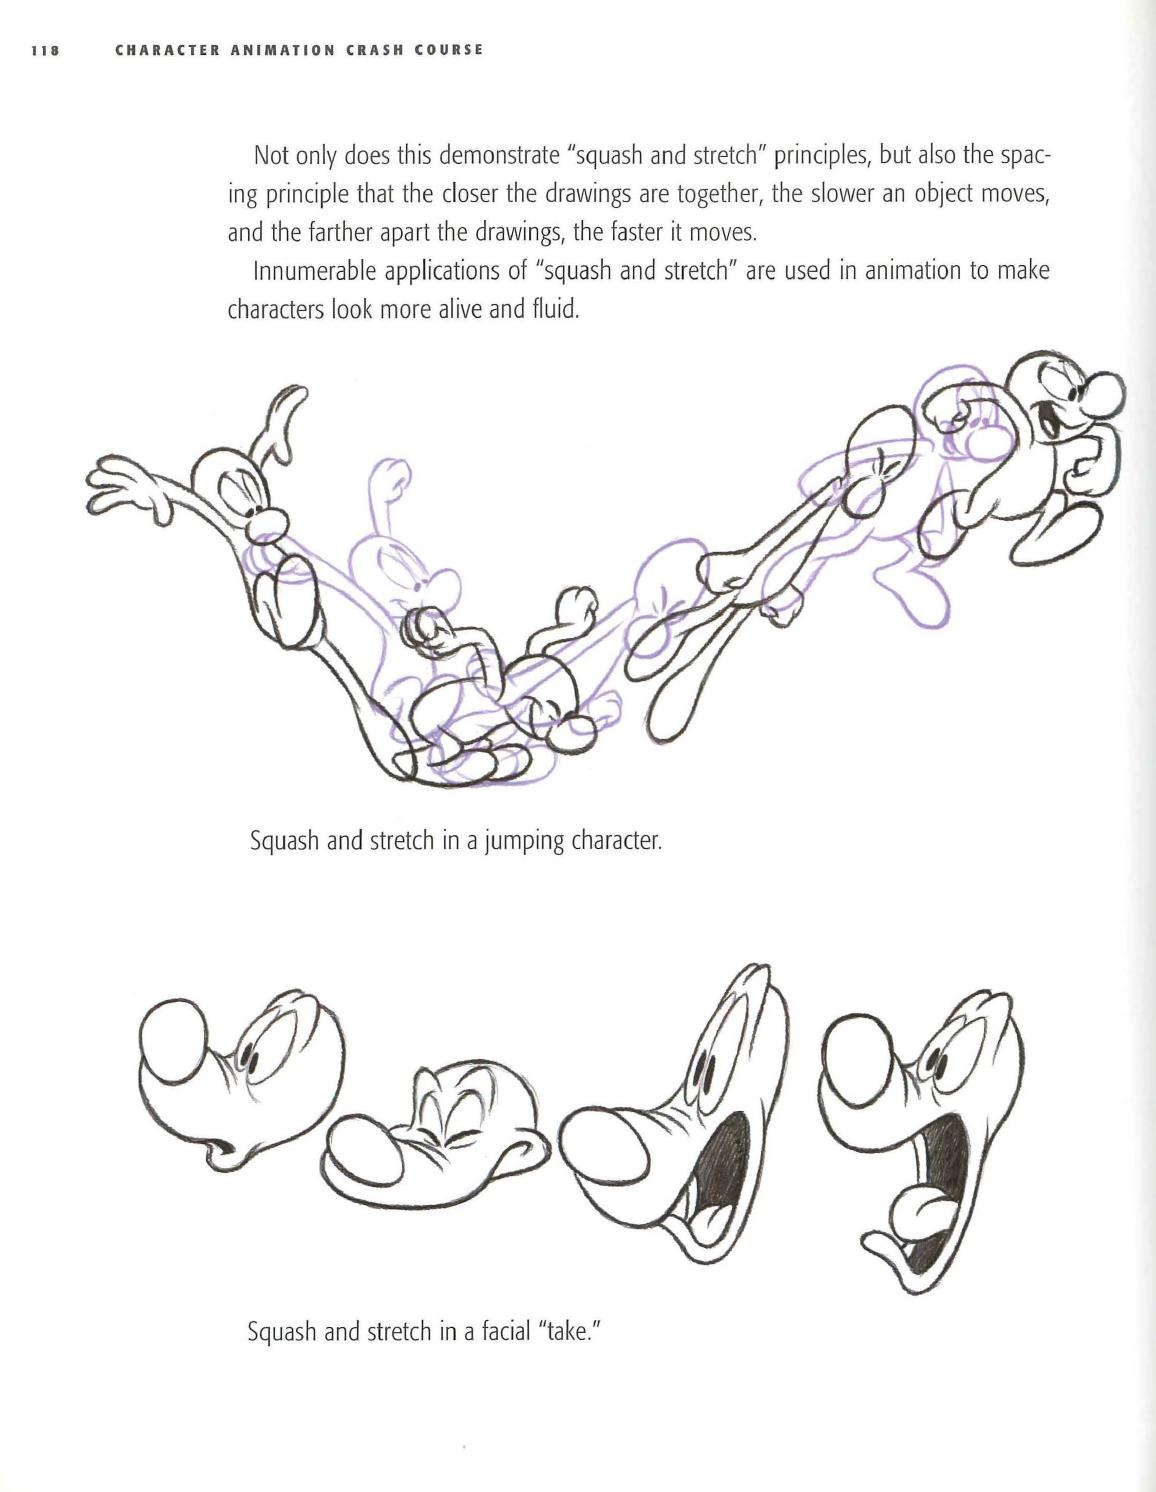 118 CHARACTER ANIMATION CRASH COURSE
Not only does this demonstrate “squash and stretch” principles, but also the spac-
ing principle that the closer the drawings are together, the slower an object moves,
and the farther apart the drawings, the faster it moves.
Innumerable applications of “squash and stretch” are used in animation to make
characters look more alive and fluid.
Squash and stretch in a jumping character.
Squash and stretch in a facial “take.”